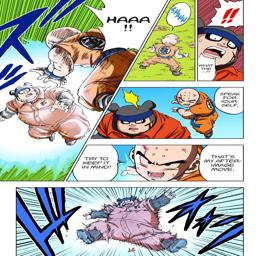 !!
WHAT
THE
HAAA
!!
SPEAK
FOR
YOUR-
SELF.
THAT'S
MY AFTER-
IMAGE
MOVE.
TRY TO
KEEP IT
IN MIND!